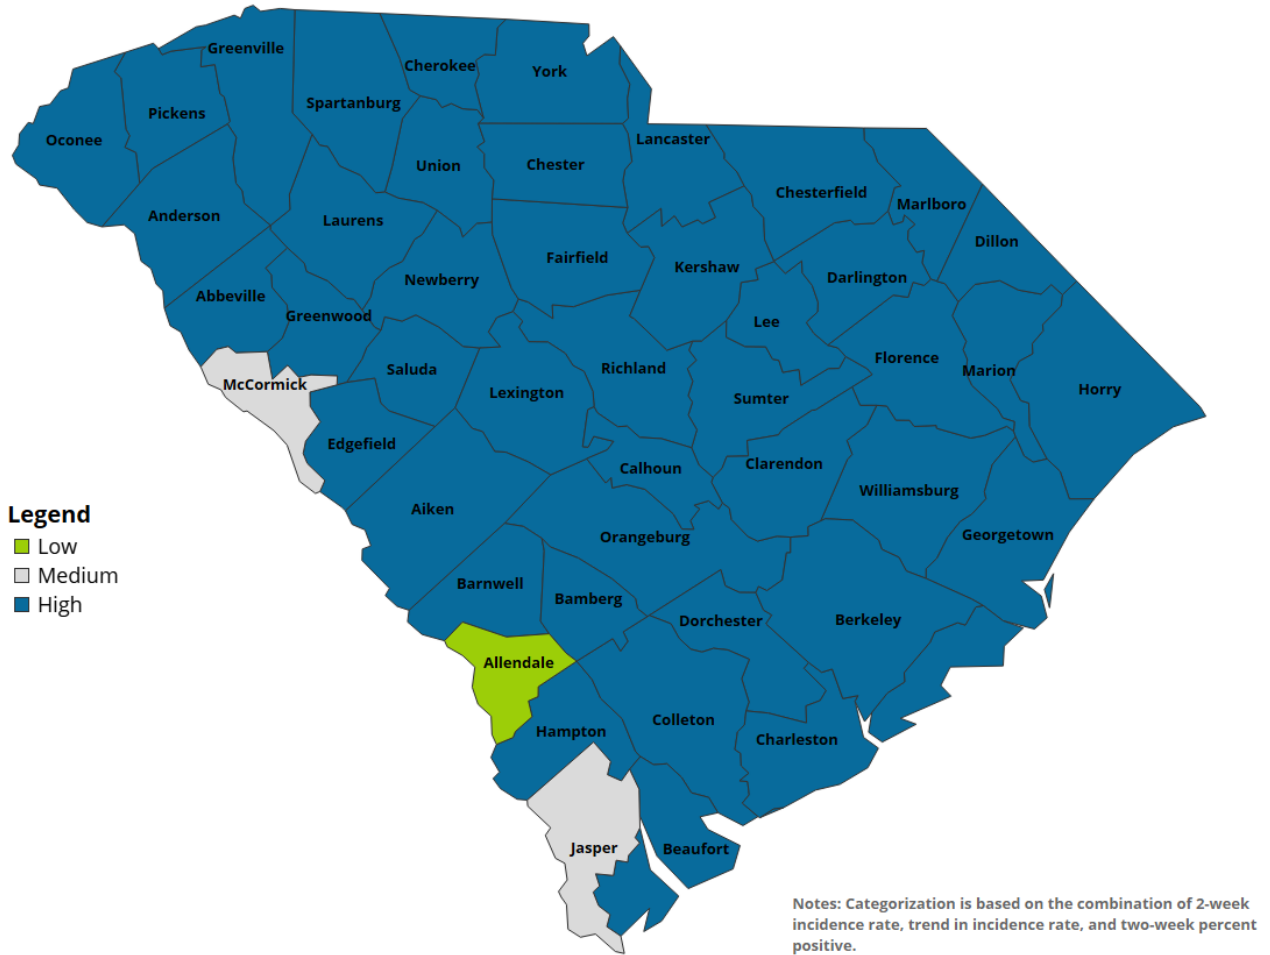 Greenville
Cherokee
York
Spartanburg
Pickens
Oconee
Lancaster
Union
Chester
Chesterfield
Marlboro
Anderson
Laurens
Dillon
Fairfield
Kershaw
Newberry
Darlington
Abbeville
Greenwood
Lee
Florence
Richland
Saluda
Marion
McCormick
Horry
Lexington
Sumter
Edgefield
Clarendon
Calhoun
Williamsburg
Aiken
Orangeburg
Georgetown
Legend
Low
Medium
High
Barnwell
Bamberg
Dorchester
Berkeley
Allendale
Colleton
Hampton
Charleston
Jasper
Beaufort
Notes: Categorization is based on the combination of 2-week
incidence rate, trend in incidence rate, and two-week percent
positive.